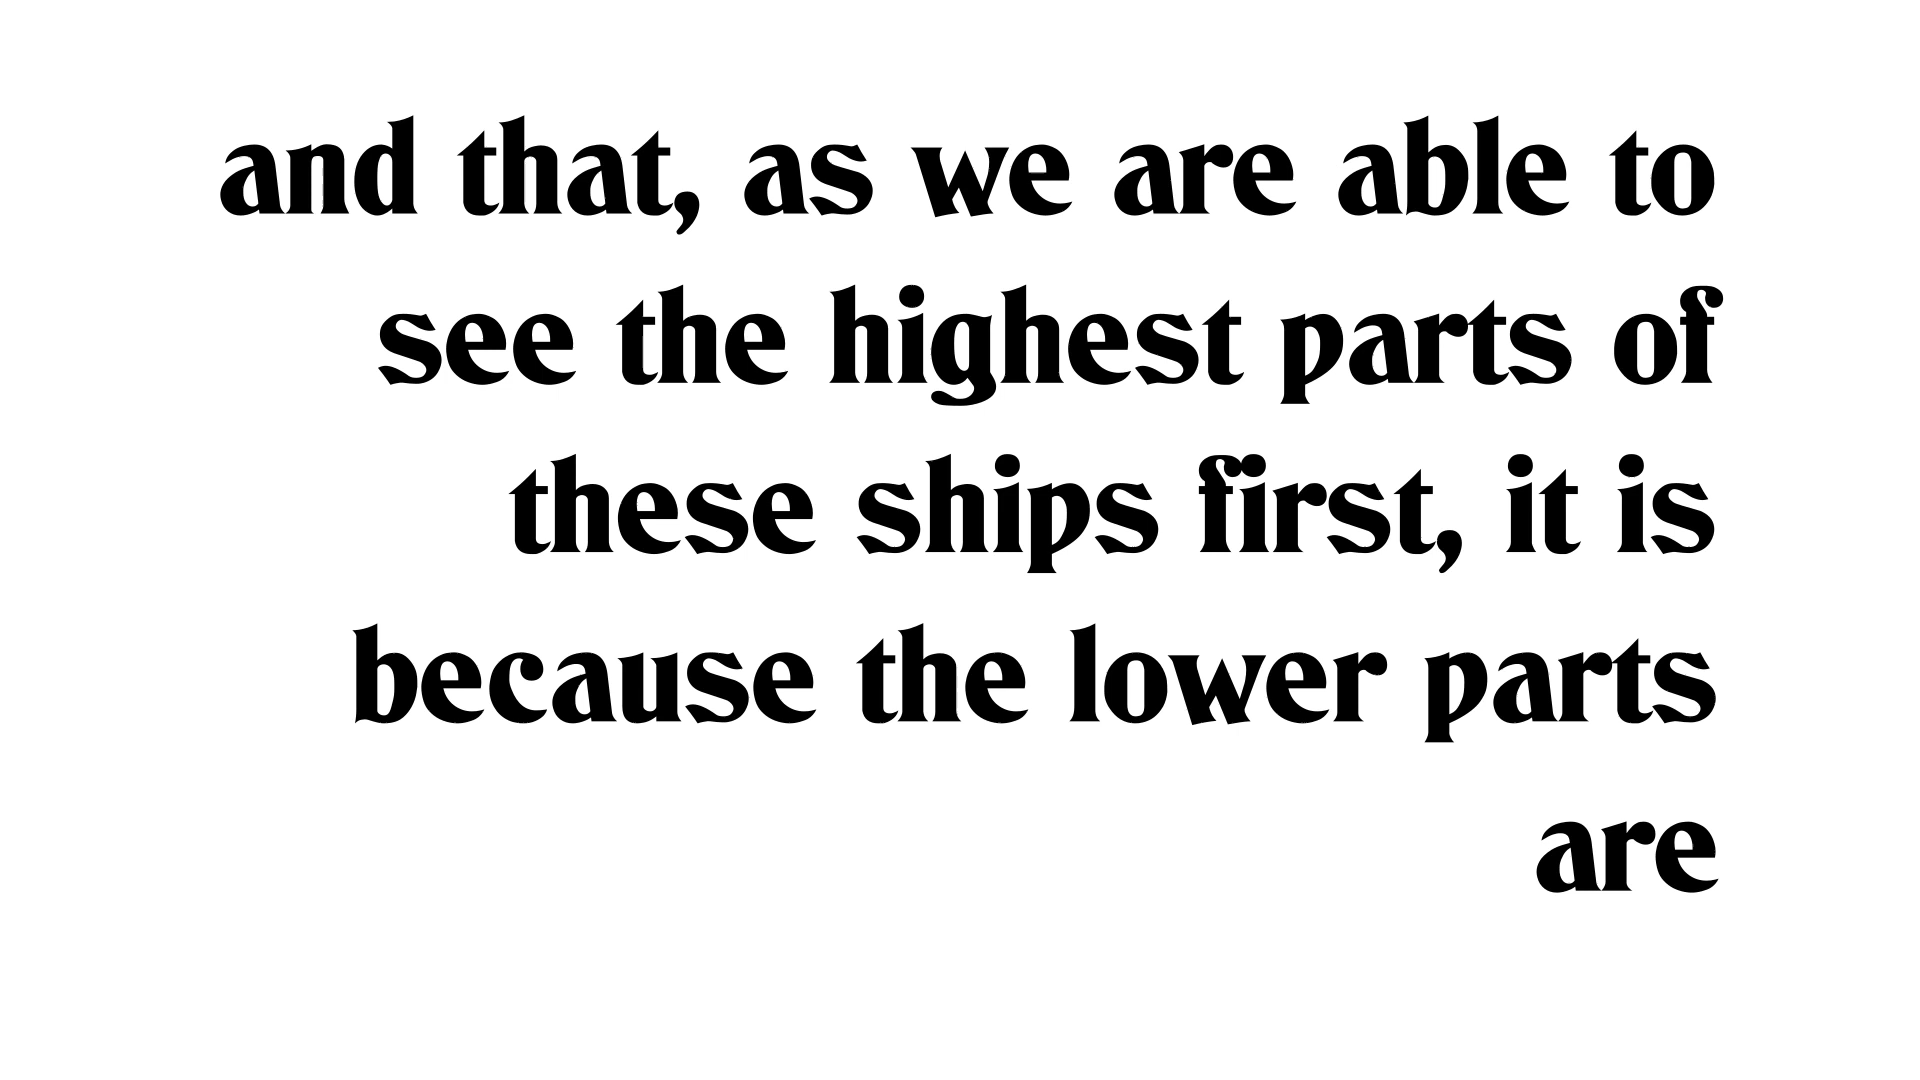 and that, as we are able to
see the highest parts of
these ships first, it is
because the lower parts
are